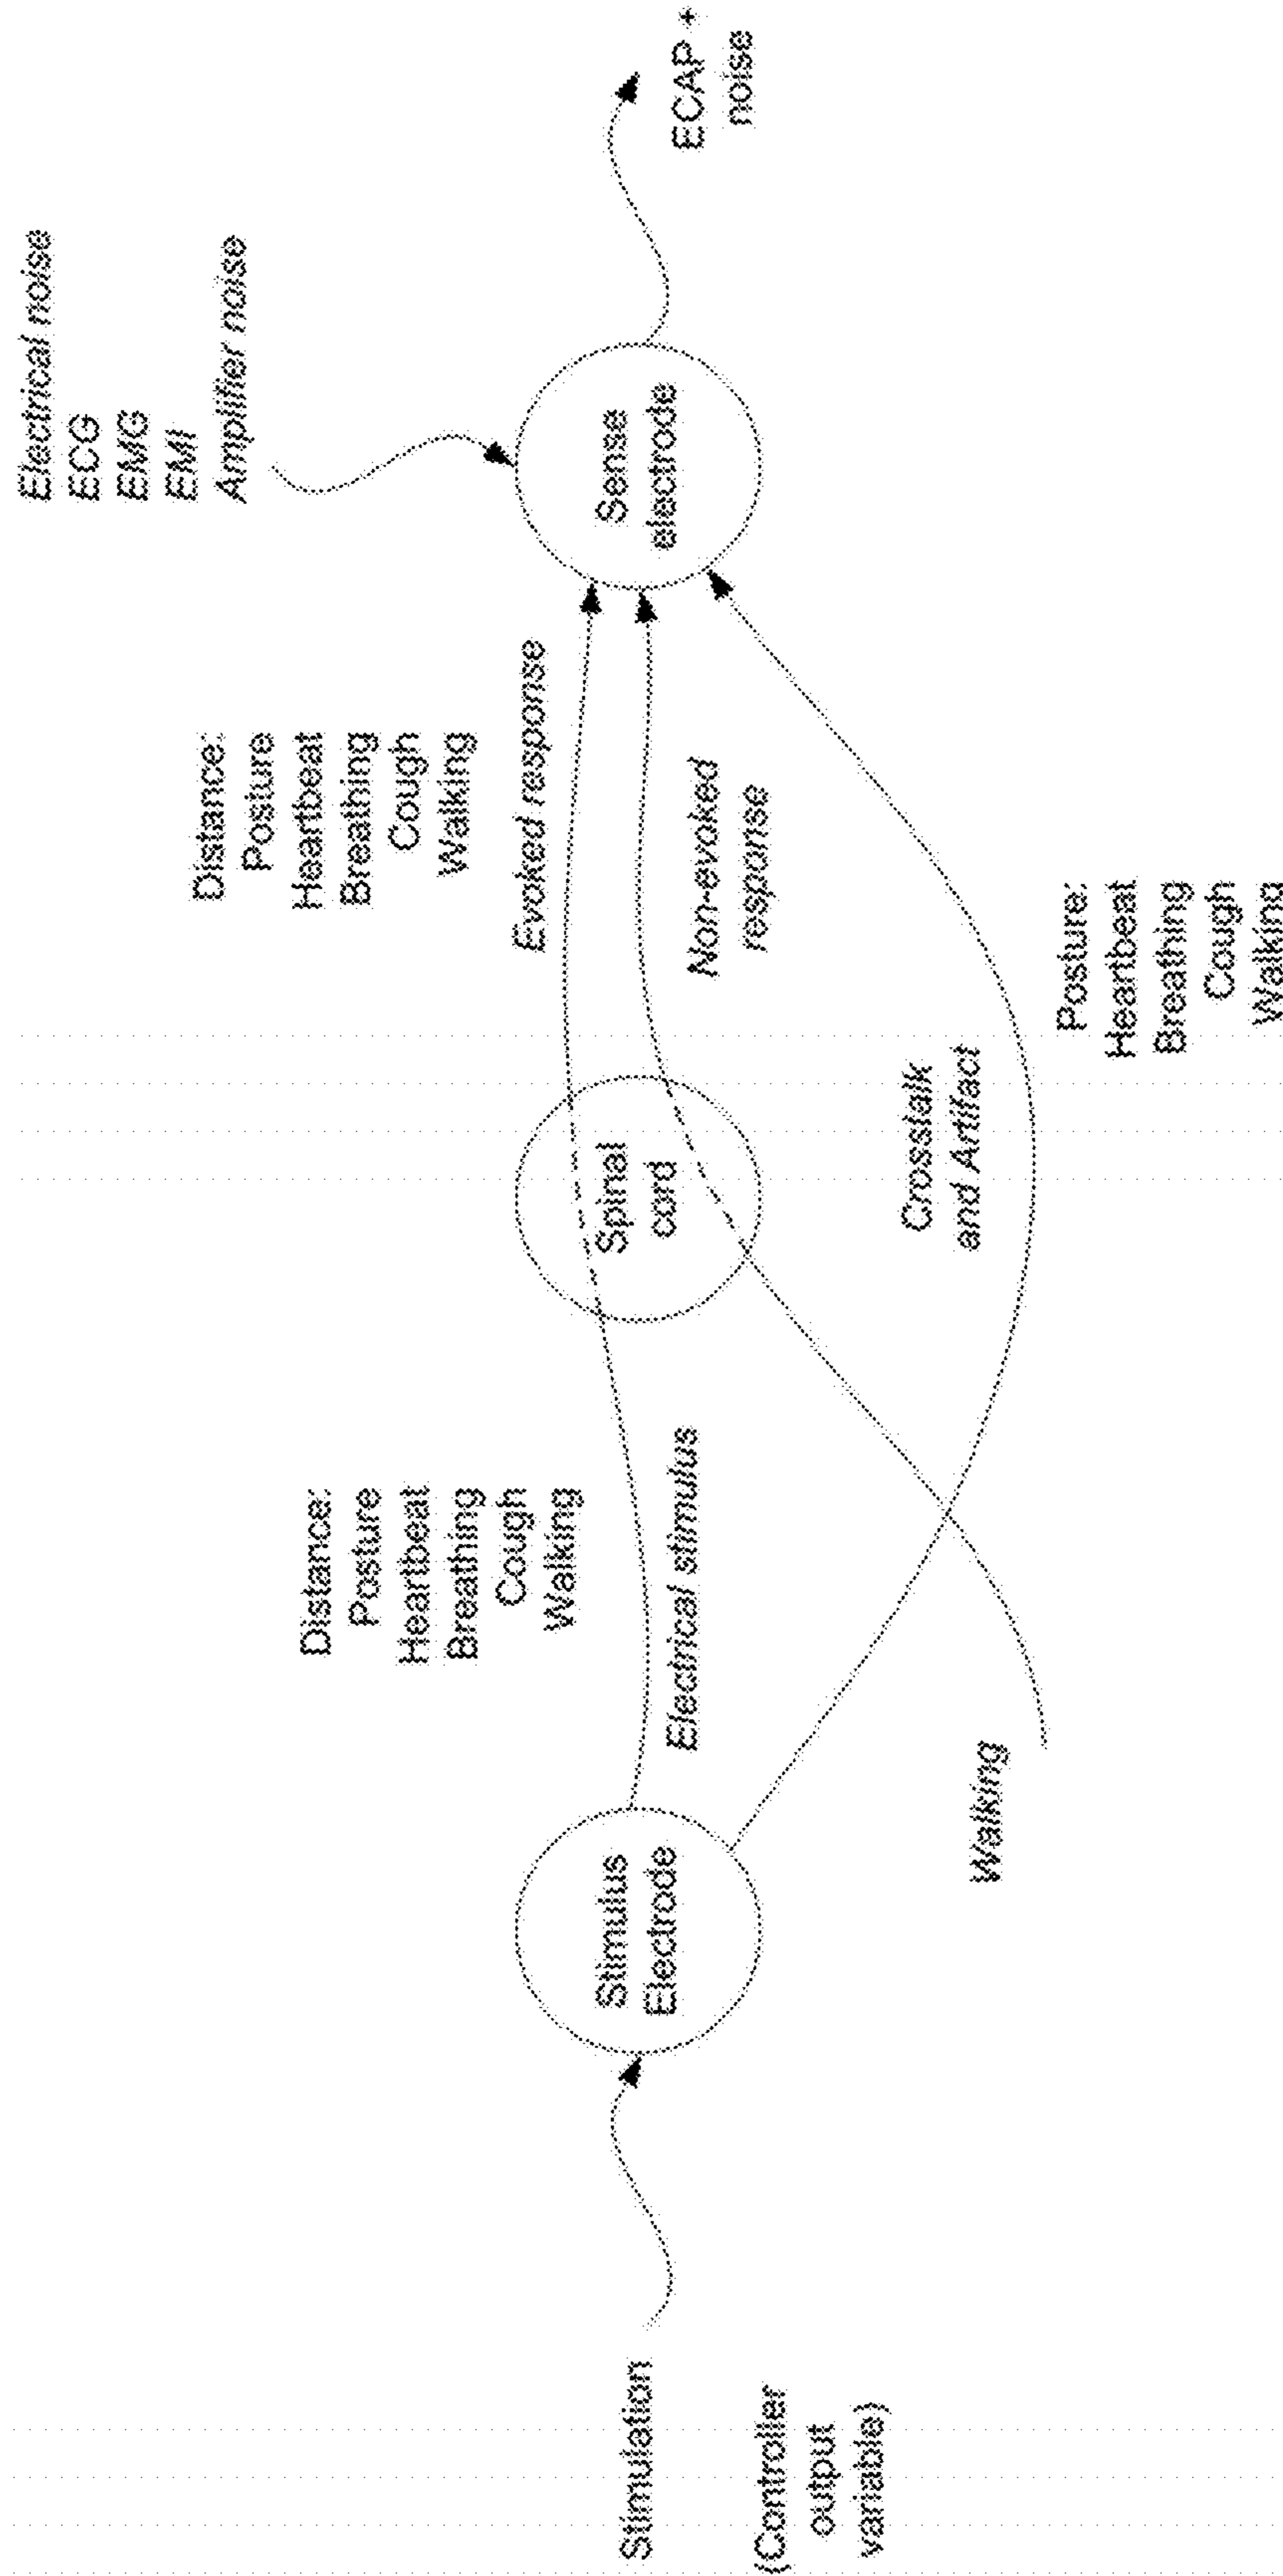 Stimulation
(Controller
output
variable)
Stimulus
Electrode
Distance:
Posture
Heartbeat
Breathing
Cough
Walking
Electrical stimulus
Walking
Spinal
cord
Crosstalk
and Artifact
Distance:
Posture
Heartbeat
Breathing
Cough
Walking
Evoked response
Non-evoked
response
Posture:
Heartbeat
Breathing
Cough
Walking
Electrical noise
ECG
EMG
EMI
Amplifier noise
Sense
electrode
ECAP +
noise